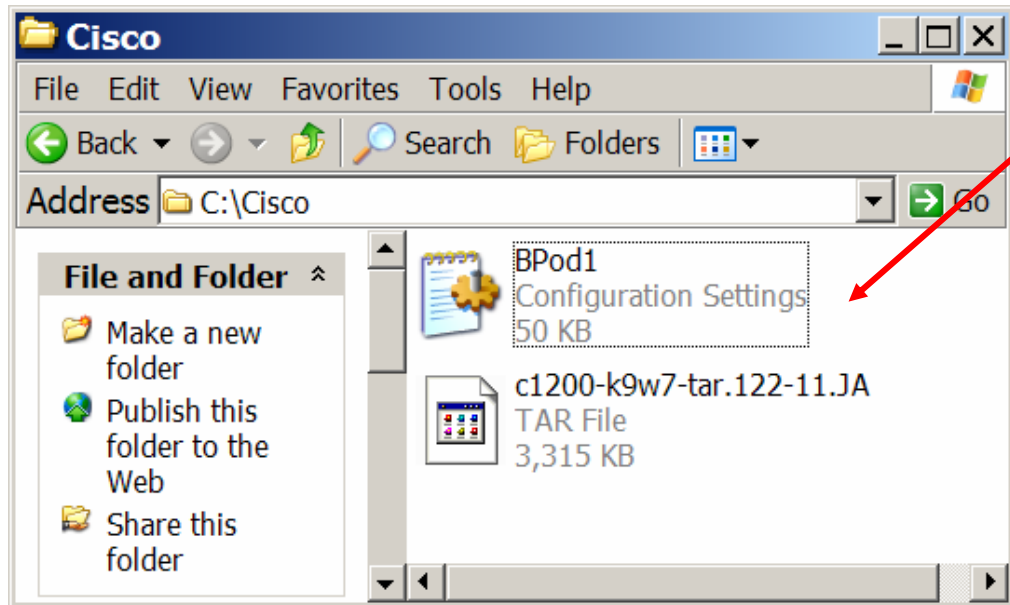 Cisco
File Edit View Favorites Tools Help
Back Search Folders
Address C:\Cisco Go
File and Folder
Make a new
folder
Publish this
folder to the
Web
Share this
folder
BPod1
Configuration Settings
50 KB
c1200-k9w7-tar.122-11.JA
TAR File
3,315 KB